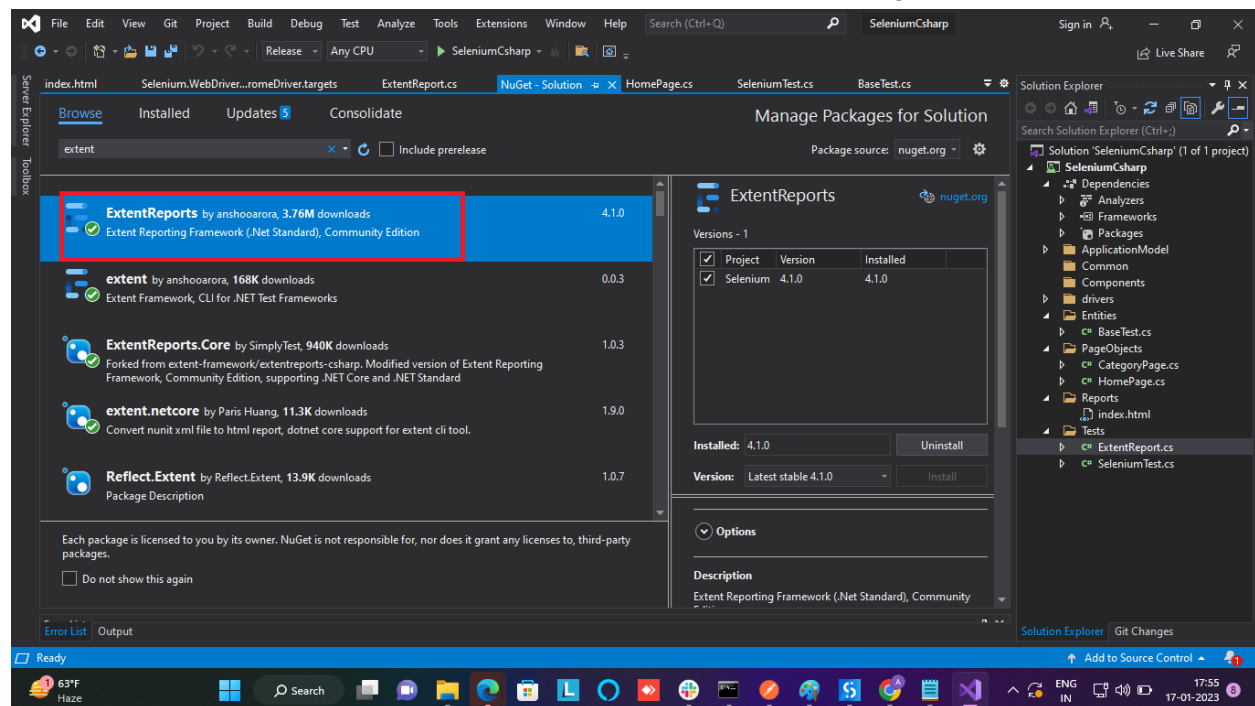 File Edit View Git Project Build Debug Test Analyze Tools Extensions Window Help Search (Ctrl+Q) SeleniumCsharp Sign in
Release Any CPU SeleniumCsharp Live Share
index.html Selenium.WebDriver...romeDriver.targets ExtentReport.cs NuGet - Solution HomePage.cs SeleniumTest.cs BaseTest.cs
Server Explorer
Toolbox
Browse Installed Updates 5 Consolidate Manage Packages for Solution
extent Include prerelease Package source: nuget.org
ExtentReports by anshooarora, 3.76M downloads 4.1.0
Extent Reporting Framework (.Net Standard), Community Edition
extent by anshooarora, 168K downloads 0.0.3
Extent Framework, CLI for .NET Test Frameworks
ExtentReports.Core by SimplyTest, 940K downloads 1.0.3
Forked from extent-framework/extentreports-csharp. Modified version of Extent Reporting
Framework, Community Edition, supporting .NET Core and .NET Standard
extent.netcore by Paris Huang, 11.3K downloads 1.9.0
Convert nunit xml file to html report, dotnet core support for extent cli tool.
Reflect.Extent by Reflect.Extent, 13.9K downloads 1.0.7
Package Description
Each package is licensed to you by its owner. NuGet is not responsible for, nor does it grant any licenses to, third-party
packages.
Do not show this again
ExtentReports nuget.org
Versions - 1
Project Version Installed
Selenium 4.1.0 4.1.0
Installed: 4.1.0 Uninstall
Version: Latest stable 4.1.0 Install
Options
Description
Extent Reporting Framework (.Net Standard), Community
Solution Explorer
Search Solution Explorer (Ctrl+;)
Solution 'SeleniumCsharp' (1 of 1 project)
SeleniumCsharp
Dependencies
Analyzers
Frameworks
Packages
ApplicationModel
Common
Components
drivers
Entities
C# BaseTest.cs
PageObjects
C# CategoryPage.cs
C# HomePage.cs
Reports
index.html
Tests
C# ExtentReport.cs
C# SeleniumTest.cs
Error List Output
Solution Explorer Git Changes
Ready Add to Source Control 1
1 63°F
Haze
Search
ENG
IN
17:55
17-01-2023
8